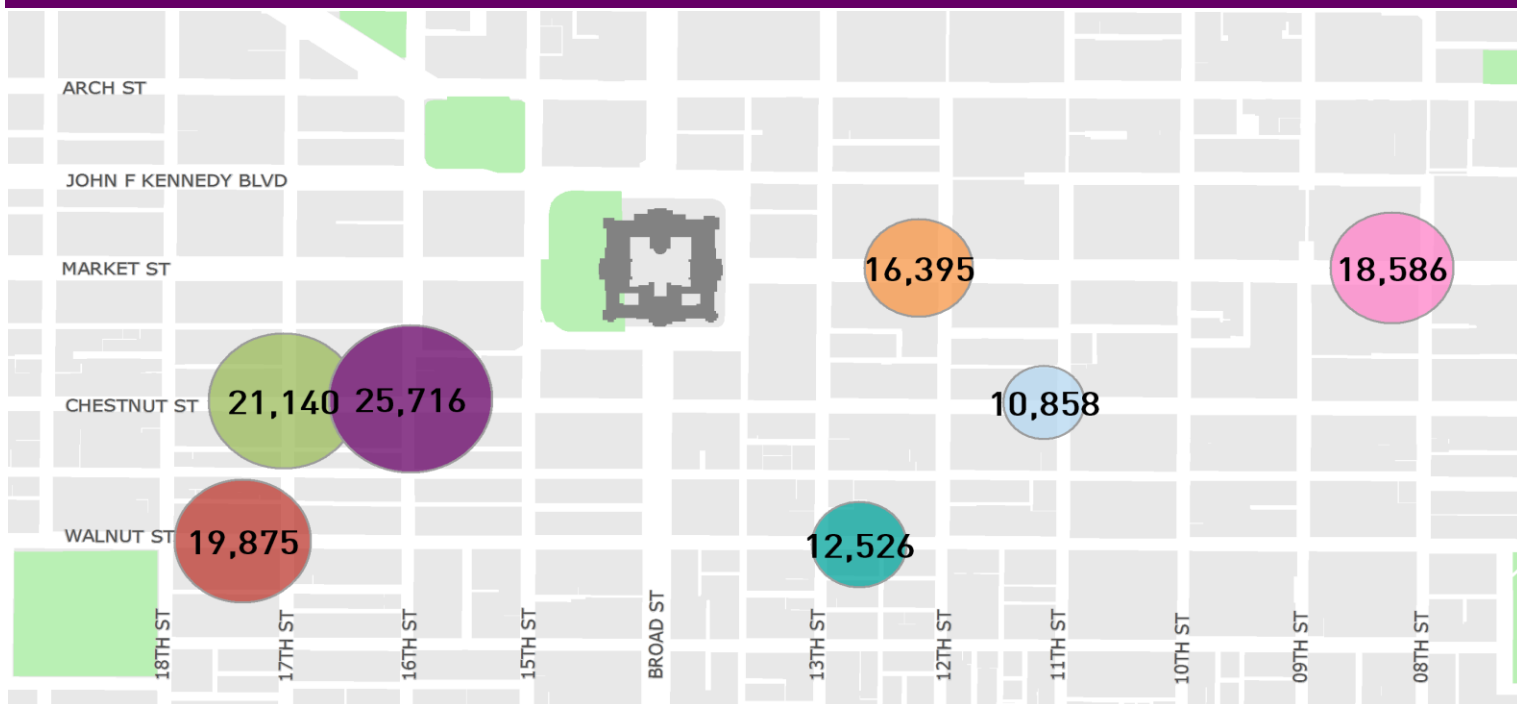 ARCH ST
JOHN F KENNEDY BLVD
MARKET ST
16,395
18,586
CHESTNUT ST
21,140
25,716
10,858
WALNUT ST
19,875
12,526
18TH ST
17TH ST
16TH ST
15TH ST
BROAD ST
13TH ST
12TH ST
11TH ST
10TH ST
09TH ST
08TH ST